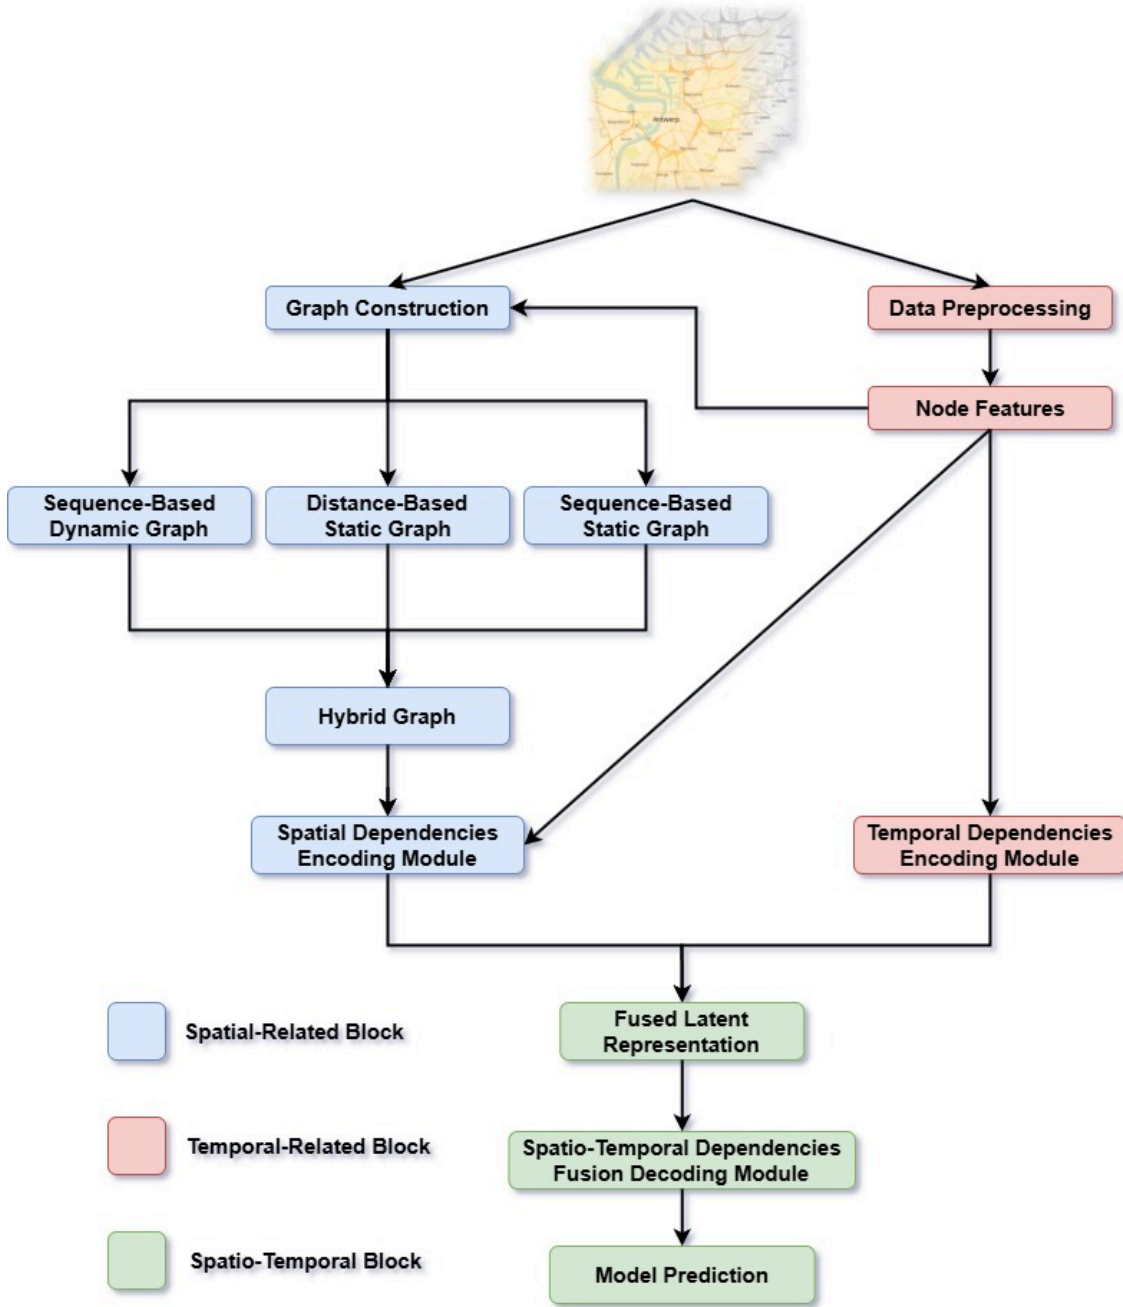 Antwerp
Graph Construction
Data Preprocessing
Node Features
Sequence-Based
Dynamic Graph
Distance-Based
Static Graph
Sequence-Based
Static Graph
Hybrid Graph
Spatial Dependencies
Encoding Module
Temporal Dependencies
Encoding Module
Fused Latent
Representation
Spatial-Related Block
Spatio-Temporal Dependencies
Fusion Decoding Module
Temporal-Related Block
Model Prediction
Spatio-Temporal Block